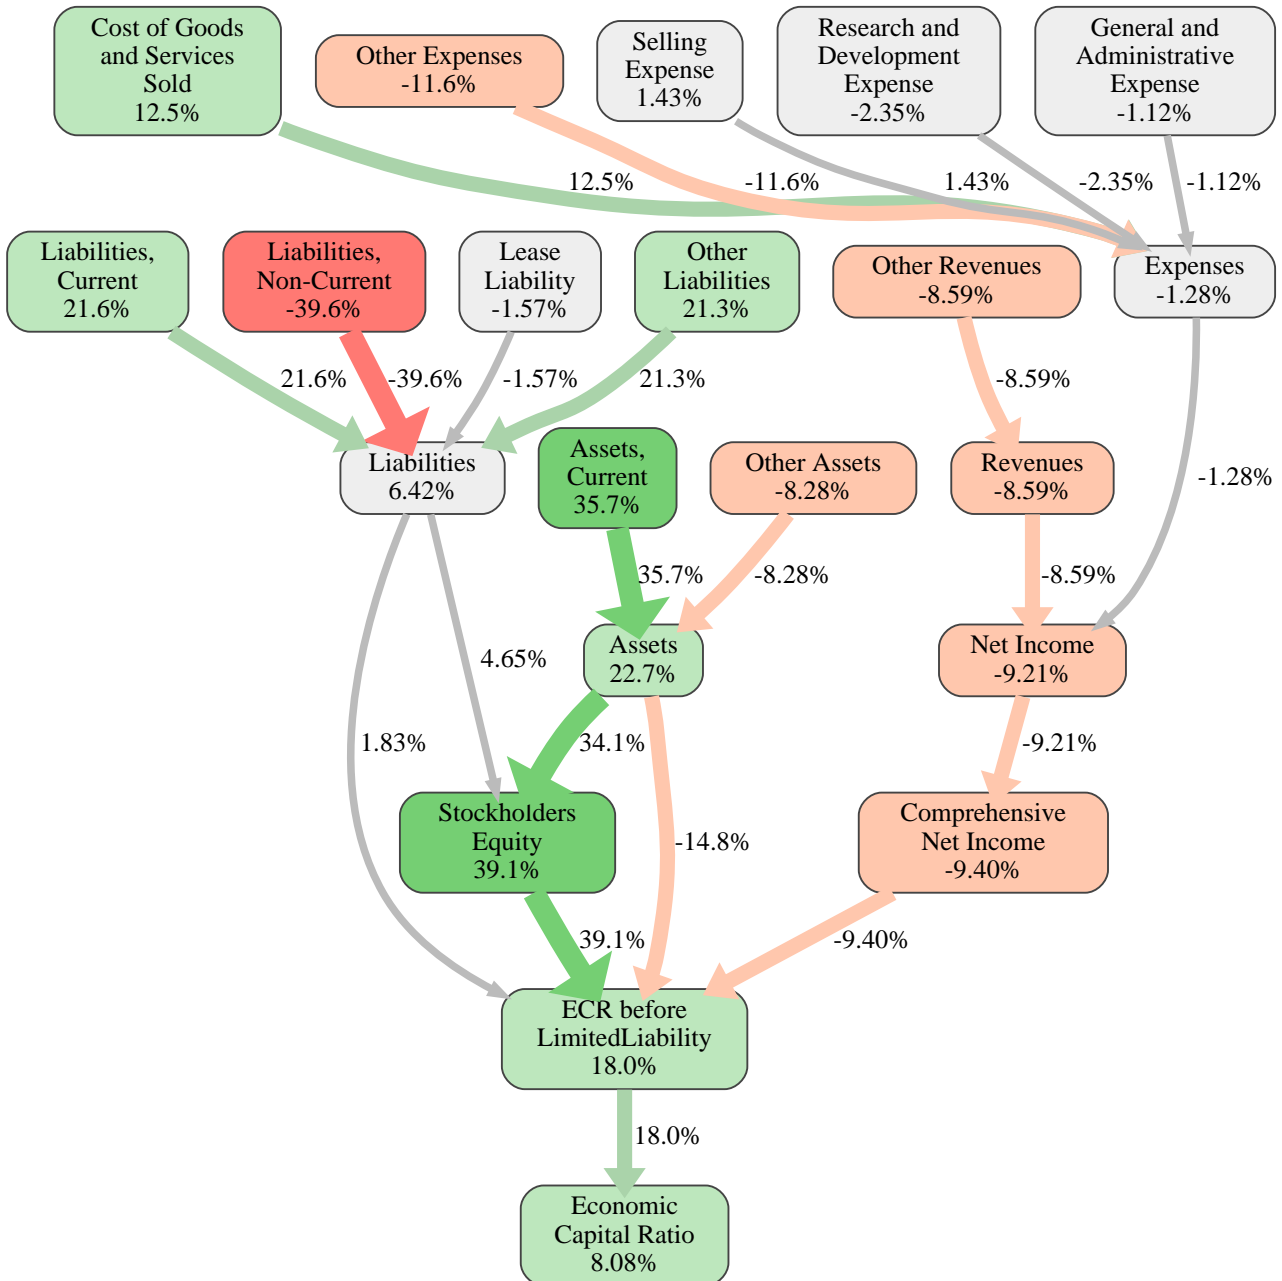 Cost of Goods
and Services
Sold
12.5%
Other Expenses
-11.6%
Selling
Expense
1.43%
Research and
Development
Expense
-2.35%
General and
Administrative
Expense
-1.12%
12.5%
-11.6%
1.43%
-2.35%
-1.12%
Liabilities,
Current
21.6%
Liabilities,
Non-Current
-39.6%
Lease
Liability
-1.57%
Other
Liabilities
21.3%
Other Revenues
-8.59%
Expenses
-1.28%
21.6%
-39.6%
-1.57%
21.3%
-8.59%
-1.28%
Liabilities
6.42%
Assets,
Current
35.7%
Other Assets
-8.28%
Revenues
-8.59%
35.7%
-8.28%
-8.59%
4.65%
1.83%
Assets
22.7%
Net Income
-9.21%
34.1%
-14.8%
-9.21%
Stockholders
Equity
39.1%
Comprehensive
Net Income
-9.40%
39.1%
-9.40%
ECR before
LimitedLiability
18.0%
18.0%
Economic
Capital Ratio
8.08%